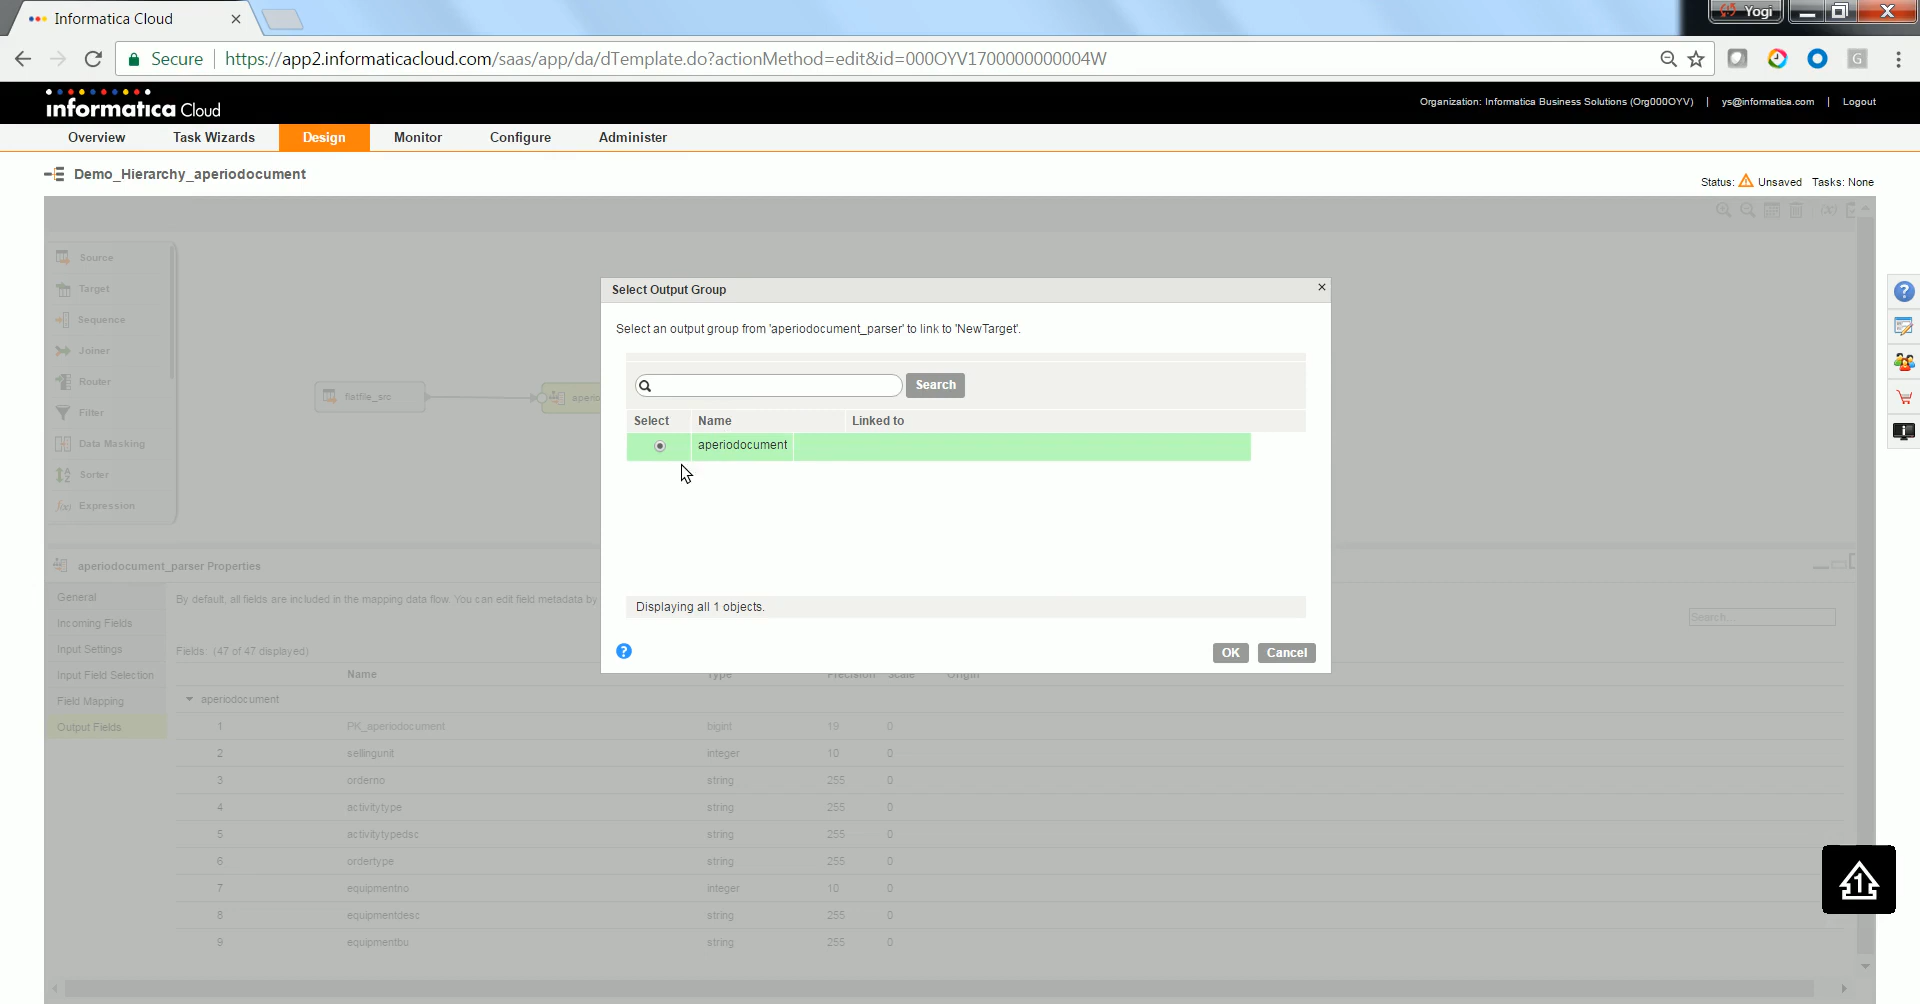 Informatica Cloud
Yogi
Secure
https://app2.informaticacloud.com/saas/app/da/dTemplate.do?actionMethod=edit&id=000OYV1700000000004W
G
informatica Cloud
Organization: Informatica Business Solutions (Org000OYV) | ys@informatica.com | Logout
Overview Task Wizards Design Monitor Configure Administer
Demo_Hierarchy_aperiodocument
Status: Unsaved Tasks: None
Source
Target
Sequence
Joiner
Router
Filter
Data Masking
Sorter
f(x) Expression
flatfile_src
aperio
Select Output Group
Select an output group from 'aperiodocument_parser' to link to 'NewTarget'.
Search
Select Name Linked to
aperiodocument
Displaying all 1 objects.
OK Cancel
aperiodocument_parser Properties
General
Incoming Fields
Input Settings
Input Field Selection
Field Mapping
Output Fields
By default, all fields are included in the mapping data flow. You can edit field metadata by
Search...
Fields (47 of 47 displayed)
Name Type Precision Scale Origin
aperiodocument
1 PK_aperiodocument bigint 19 0
2 sellingunit integer 10 0
3 orderno string 255 0
4 activitytype string 255 0
5 activitytypedsc string 255 0
6 ordertype string 255 0
7 equipmentno integer 10 0
8 equipmentdesc string 255 0
9 equipmentbu string 255 0
1